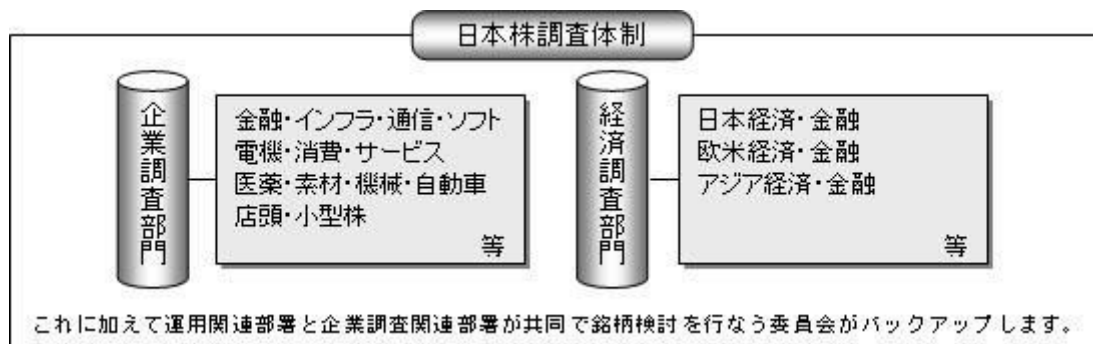 日本株調査体制
企業調査部門
金融・インフラ・通信・ソフト
電機・消費・サービス
医薬・素材・機械・自動車
店頭・小型株
等
経済調査部門
日本経済・金融
欧米経済・金融
アジア経済・金融
等
これに加えて運用関連部署と企業調査関連部署が共同で銘柄検討を行なう委員会がバックアップします。